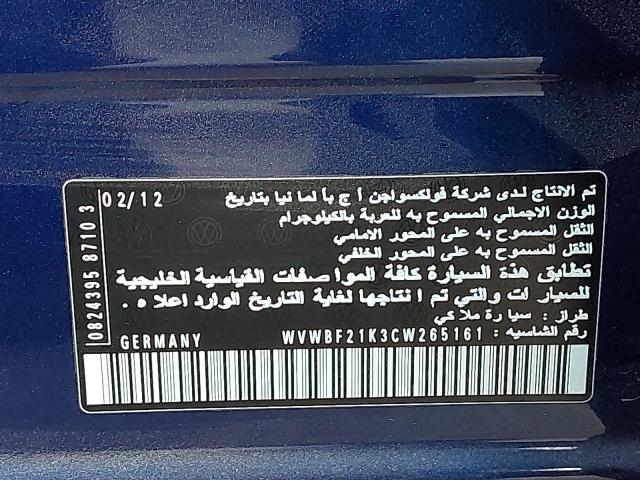 تم الانتاج لدى شركة فولكسواجن أ ج بألمانيا بتاريخ 02/12
الوزن الاجمالي المسموح به للعربة بالكيلوجرام
الثقل المسموح به على المحور الامامي
الثقل المسموح به على المحور الخلفي
تطابق هذة السيارة كافة المواصفات القياسية الخليجية
للسيارات والتي تم انتاجها لغاية التاريخ الوارد اعلاه.
طراز: سيارة ملاكي
رقم الشاسيه: WVWBF21K3CW265161 GERMANY
0824395 8710 3